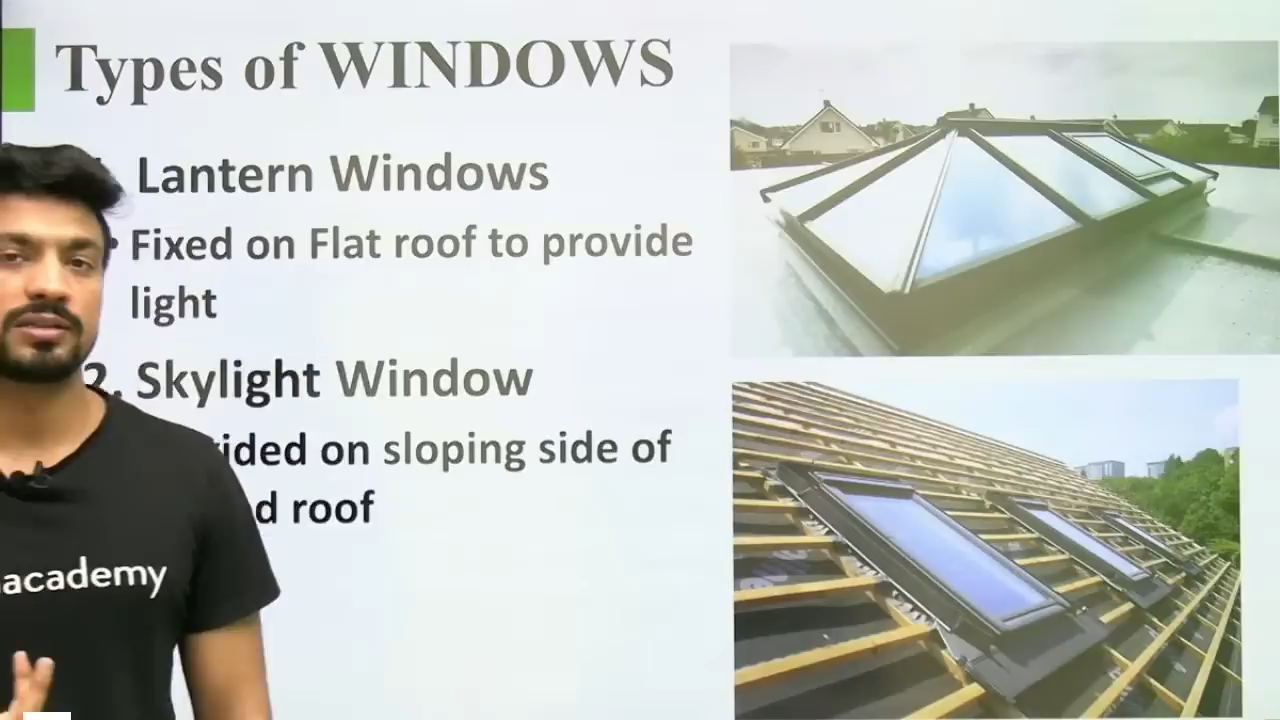 Types of WINDOWS
Lantern Windows
• Fixed on Flat roof to provide
light
2. Skylight Window
ided on sloping side of
d roof
academy